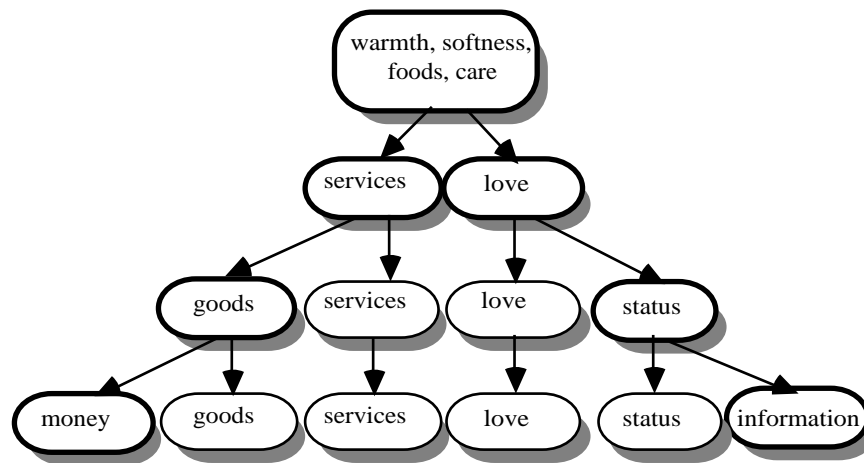 warmth, softness,
foods, care
services
love
goods
services
love
status
money
goods
services
love
status
information